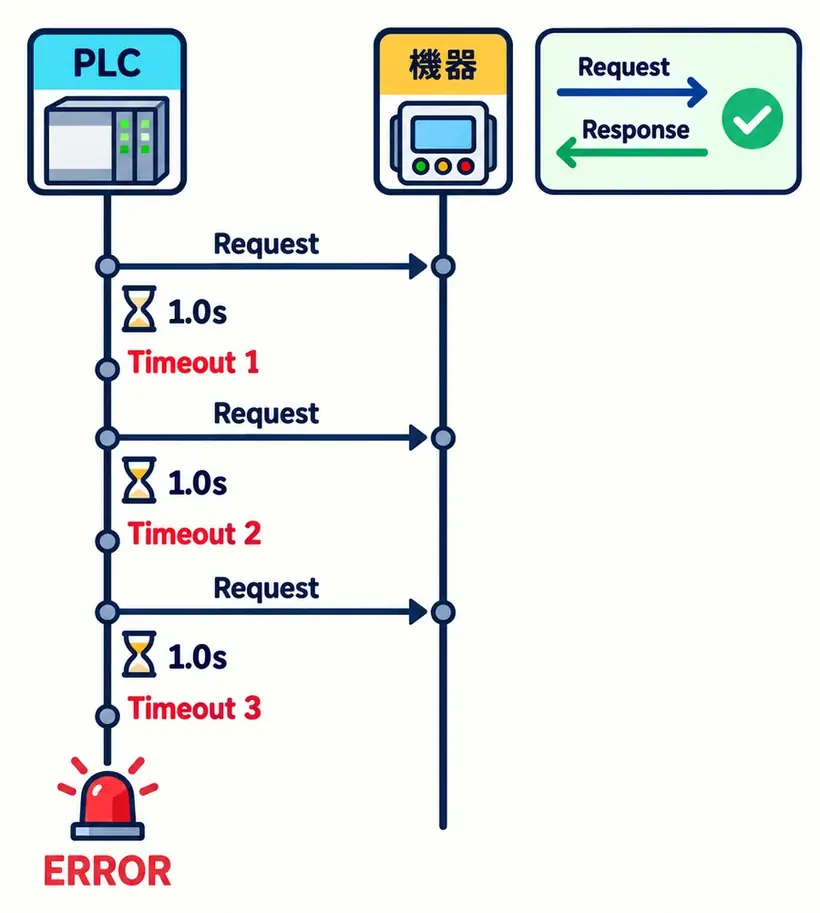 PLC
機器
Request
Response
Request
1.0s
Timeout 1
Request
1.0s
Timeout 2
Request
1.0s
Timeout 3
ERROR